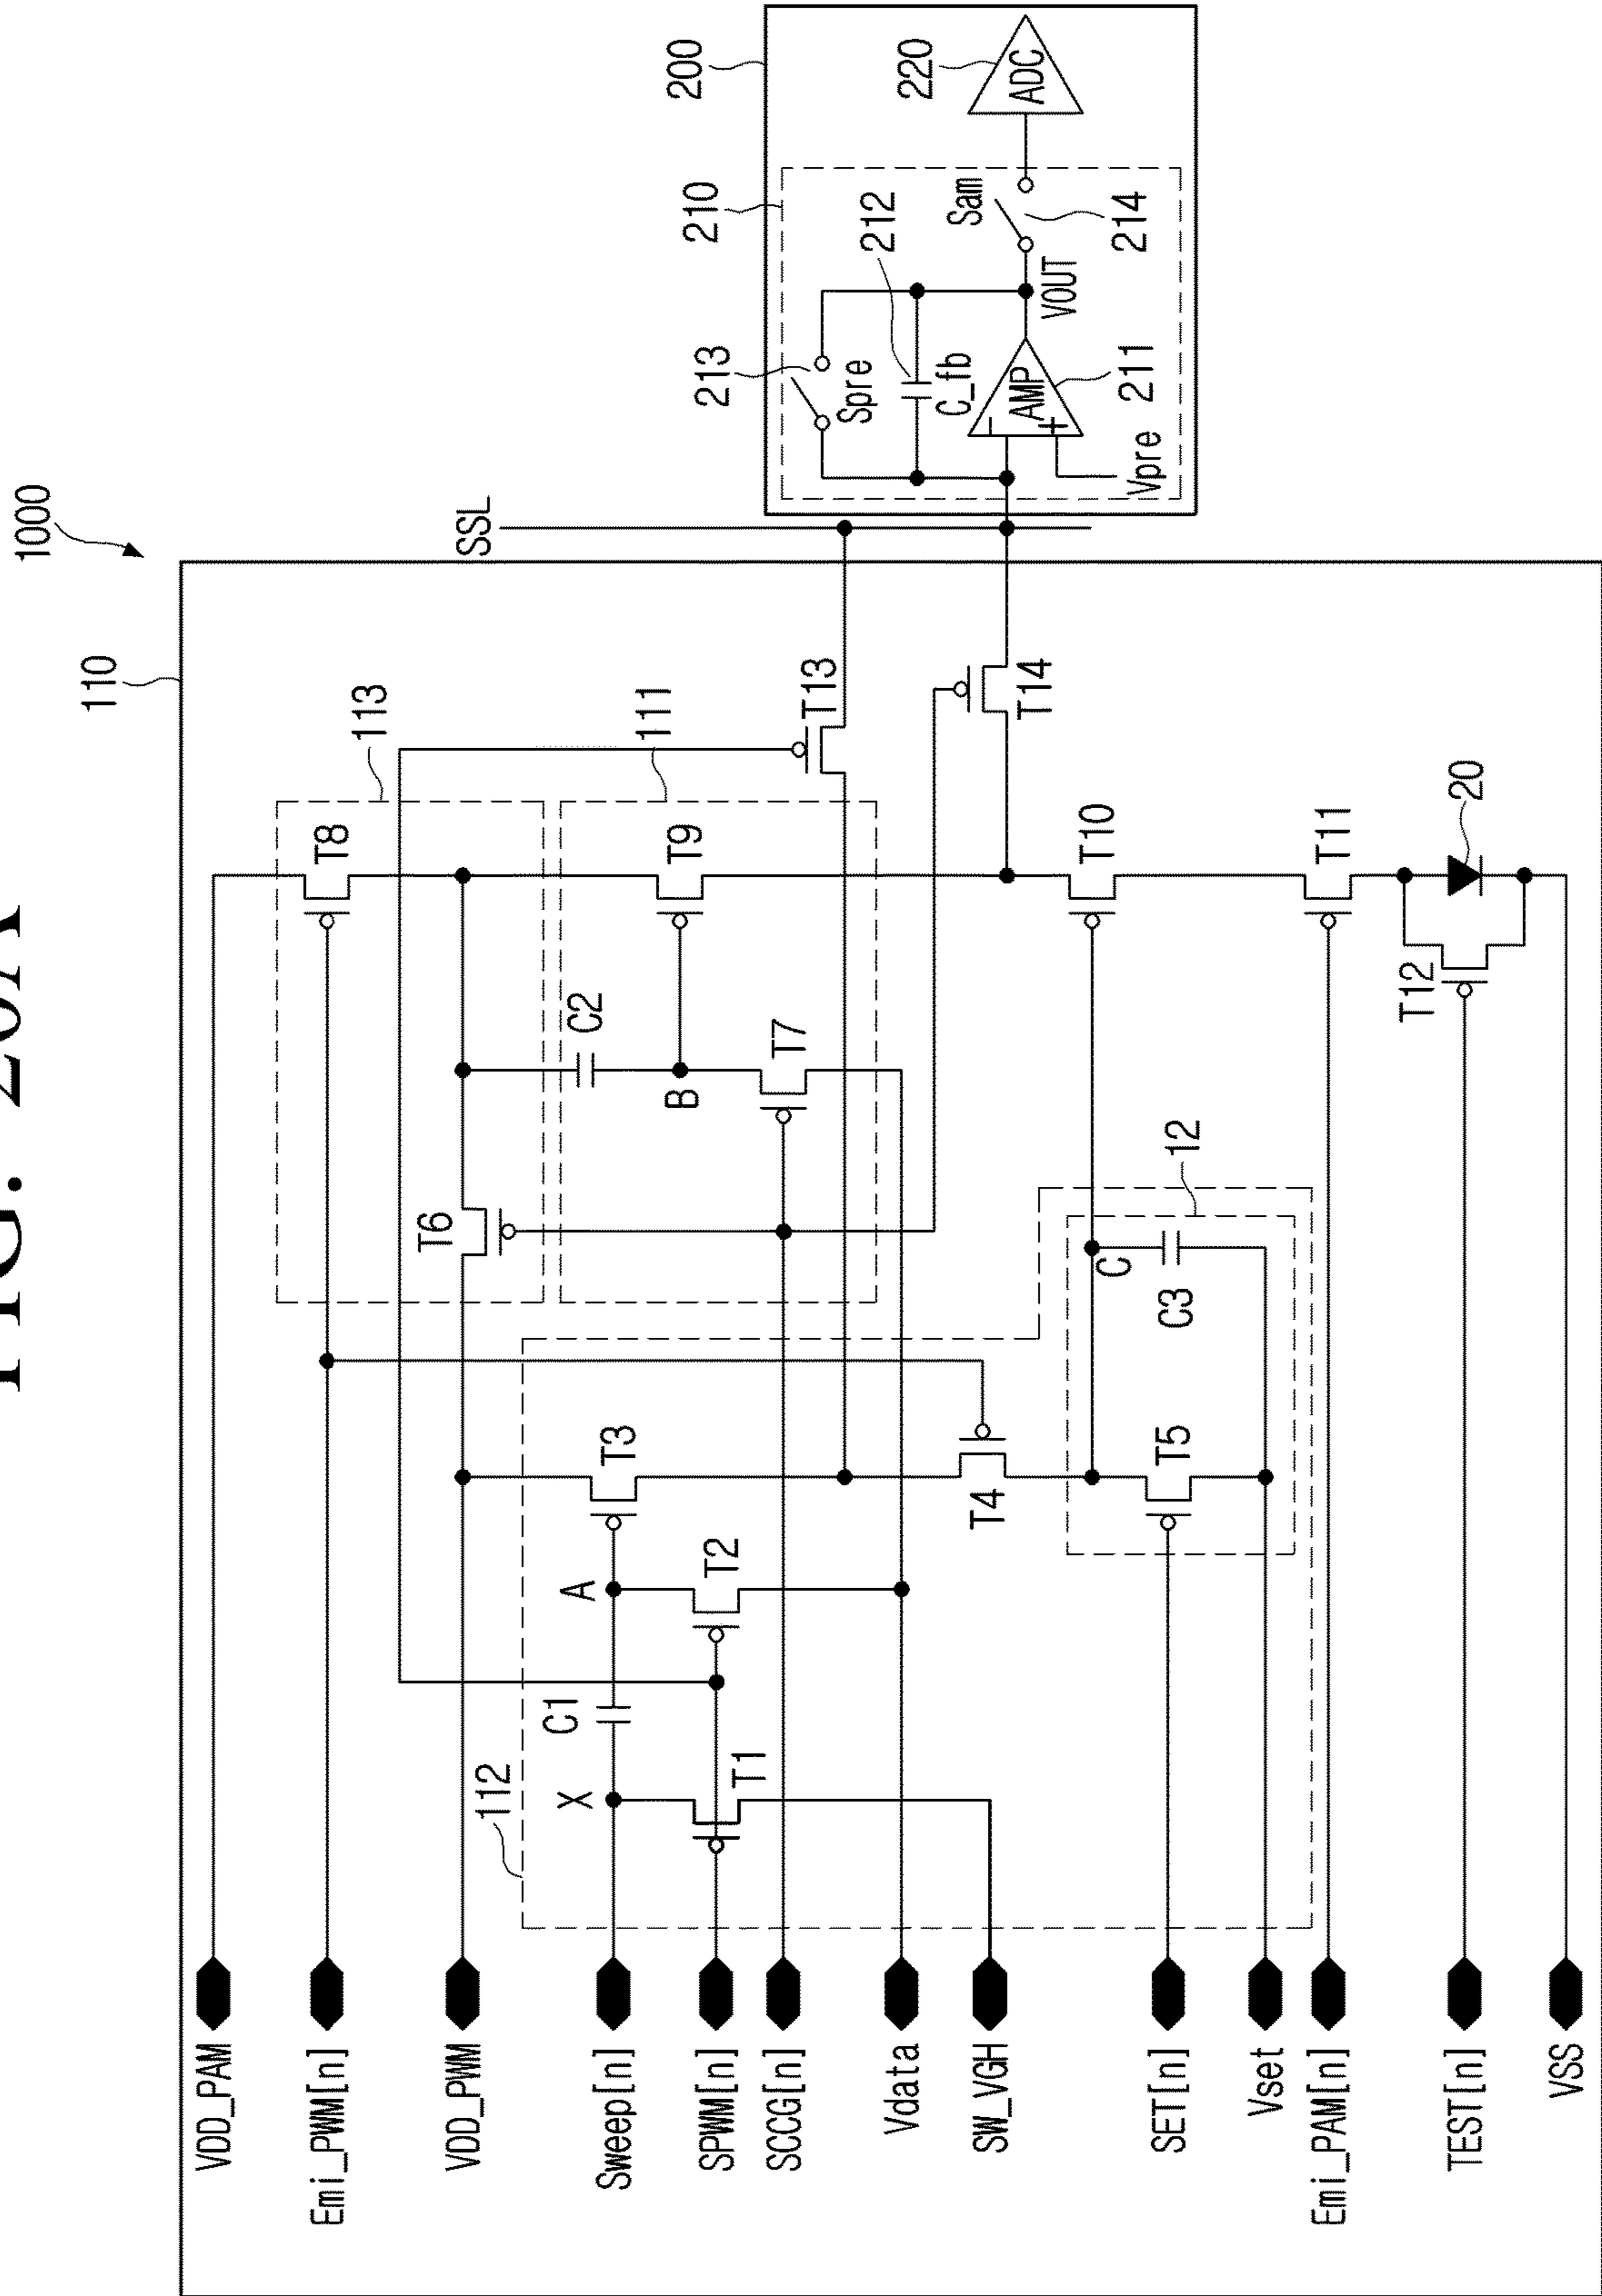 FIG. 20A
1000
110
200
210
220
ADC
213
Spre
212
C_fb
Sam
214
VOUT
AMP
-
+
211
Vpre
SSL
113
111
T8
T13
T14
T9
C2
B
T7
T6
T10
T11
20
T12
12
C
C3
T3
T4
T5
A
T2
C1
X
T1
112
VDD_PAM
Emi_PWM[n]
VDD_PWM
Sweep[n]
SPWM[n]
SCCG[n]
Vdata
SW_VGH
SET[n]
Vset
Emi_PAM[n]
TEST[n]
VSS